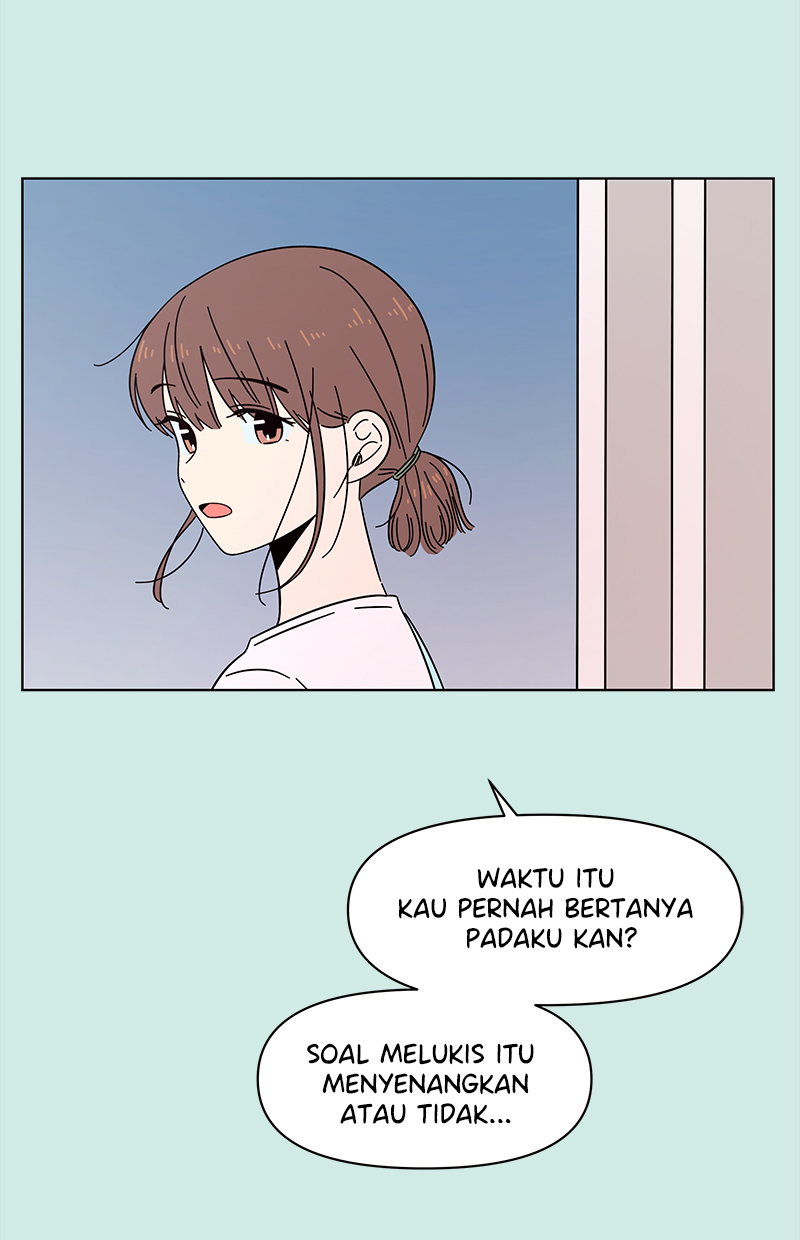 WAKTU ITU
KAU PERNAH BERTANYA
PADAKU KAN?
SOAL MELUKIS ITU
MENYENANGKAN
ATAU TIDAK...